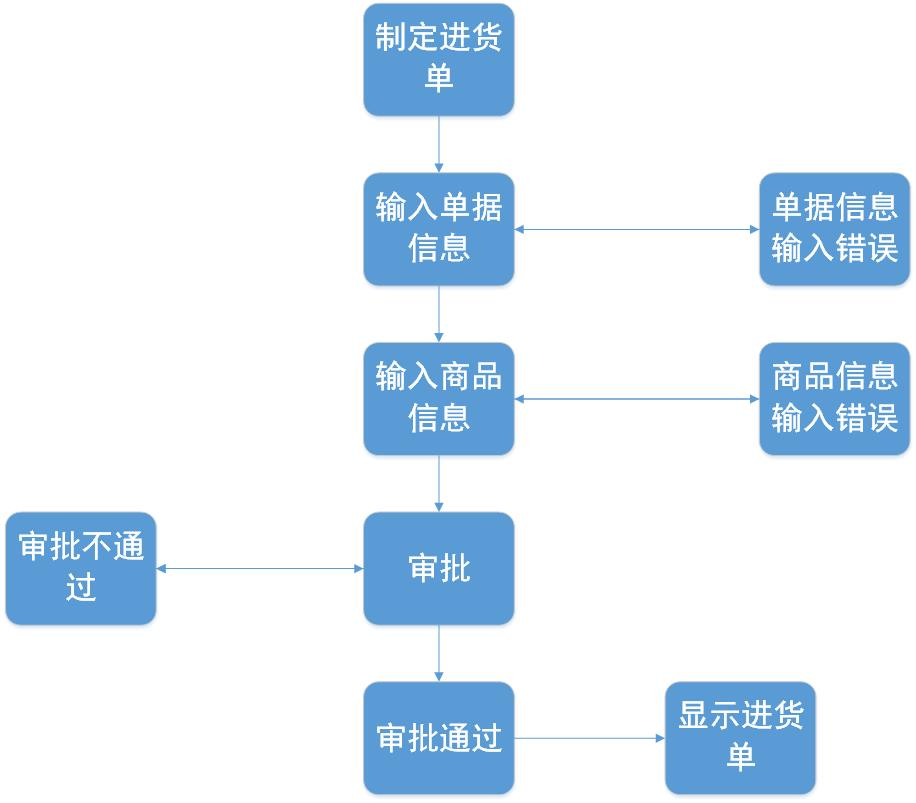 制定进货
单
输入单据
信息
单据信息
输入错误
输入商品
信息
商品信息
输入错误
审批不通
过
审批
审批通过
显示进货
单